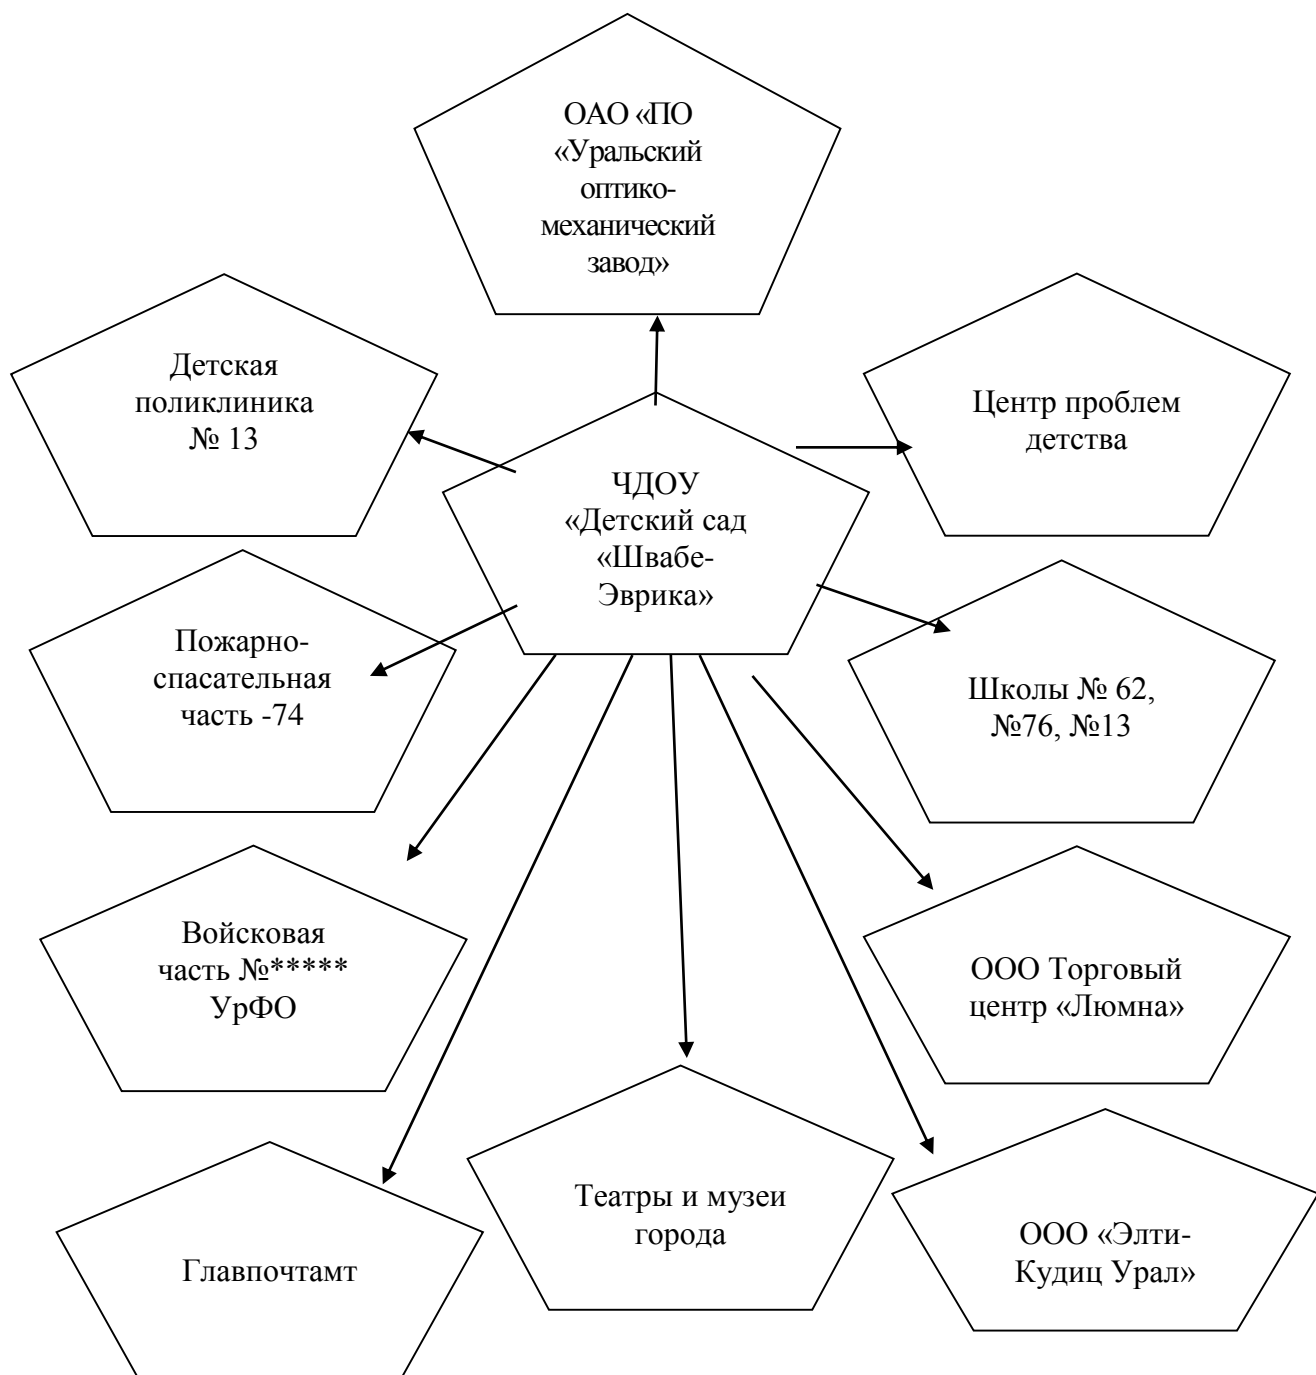 ОАО «ПО
«Уральский
оптико-
механический
завод»
Детская
поликлиника
№ 13
Центр проблем
детства
ЧДОУ
«Детский сад
«Швабе-
Эврика»
Пожарно-
спасательная
часть -74
Школы № 62,
№76, №13
Войсковая
часть №*****
УрФО
ООО Торговый
центр «Люмна»
Театры и музеи
города
Главпочтамт
ООО «Элти-
Кудиц Урал»